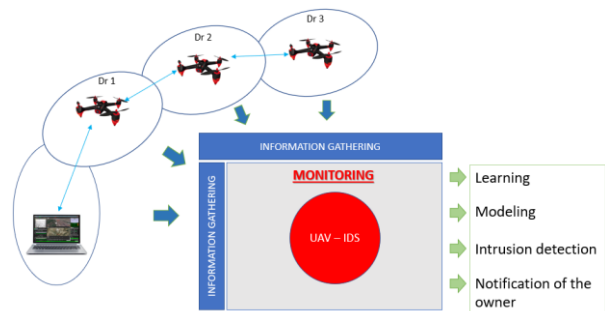 Dr 1
Dr 2
Dr 3
INFORMATION GATHERING
INFORMATION GATHERING
MONITORING
UAV – IDS
Learning
Modeling
Intrusion detection
Notification of the
owner